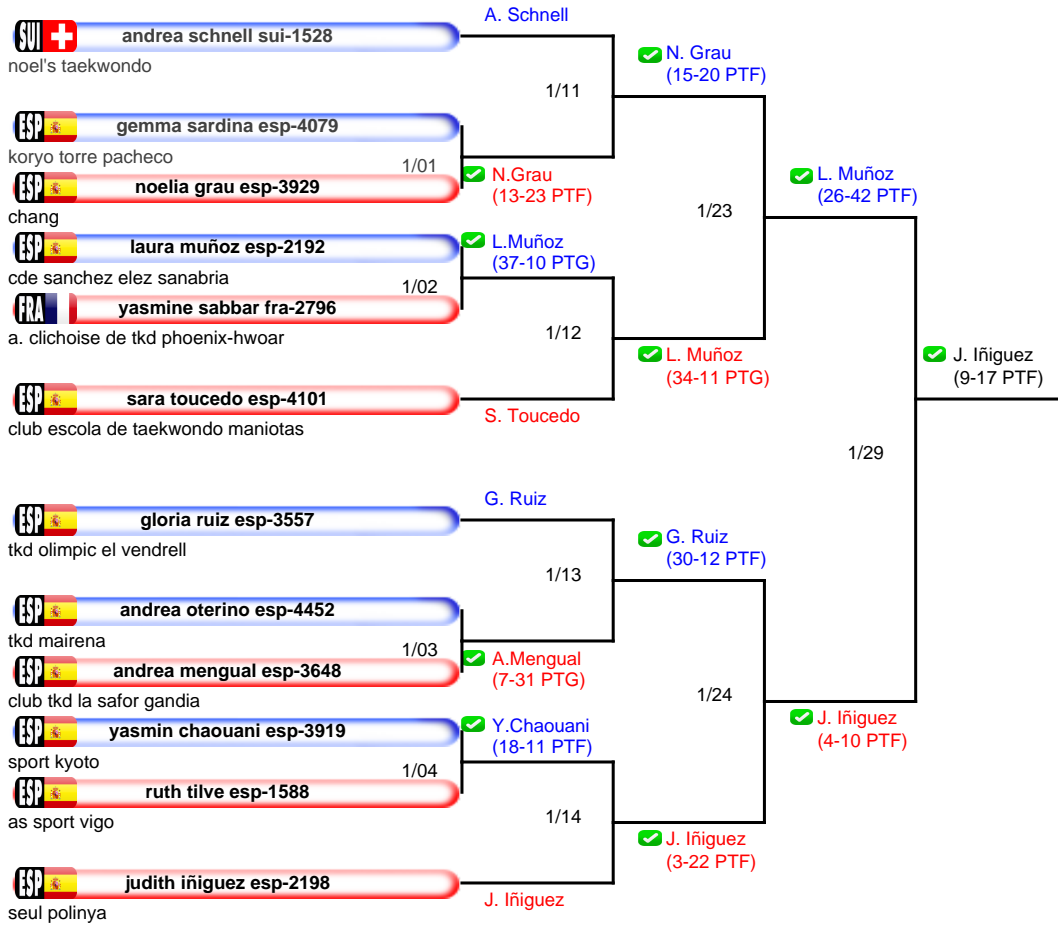 A. Schnell
SUI andrea schnell sui-1528
noel's taekwondo
N. Grau
(15-20 PTF)
1/11
ESP gemma sardina esp-4079
koryo torre pacheco
1/01
ESP noelia grau esp-3929
chang
N.Grau
(13-23 PTF)
L. Muñoz
(26-42 PTF)
1/23
ESP laura muñoz esp-2192
cde sanchez elez sanabria
L.Muñoz
(37-10 PTG)
1/02
FRA yasmine sabbar fra-2796
a. clichoise de tkd phoenix-hwoar
1/12
L. Muñoz
(34-11 PTG)
J. Iñiguez
(9-17 PTF)
ESP sara toucedo esp-4101
club escola de taekwondo maniotas
S. Toucedo
1/29
G. Ruiz
ESP gloria ruiz esp-3557
tkd olimpic el vendrell
G. Ruiz
(30-12 PTF)
1/13
ESP andrea oterino esp-4452
tkd mairena
1/03
ESP andrea mengual esp-3648
club tkd la safor gandia
A.Mengual
(7-31 PTG)
1/24
ESP yasmin chaouani esp-3919
sport kyoto
Y.Chaouani
(18-11 PTF)
J. Iñiguez
(4-10 PTF)
1/04
ESP ruth tilve esp-1588
as sport vigo
1/14
J. Iñiguez
(3-22 PTF)
ESP judith iñiguez esp-2198
seul polinya
J. Iñiguez